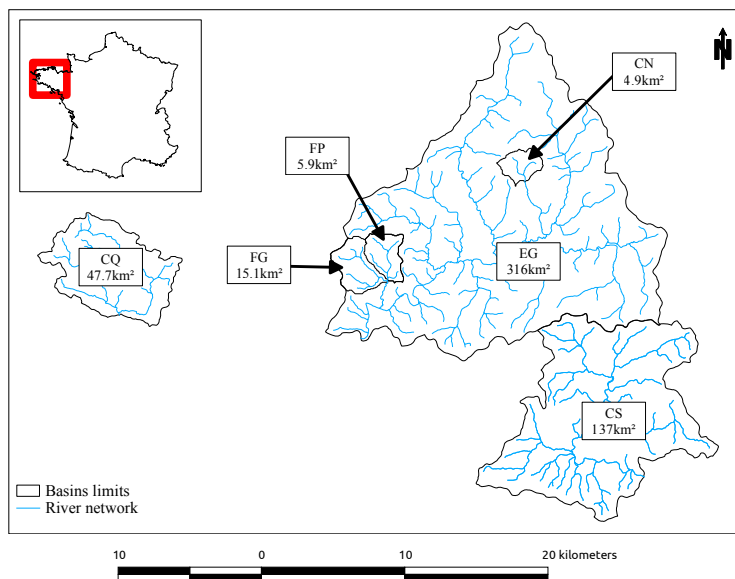 N
CN
4.9km²
FP
5.9km²
CQ
47.7km²
FG
15.1km²
EG
316km²
CS
137km²
Basins limits
River network
10
0
10
20 kilometers